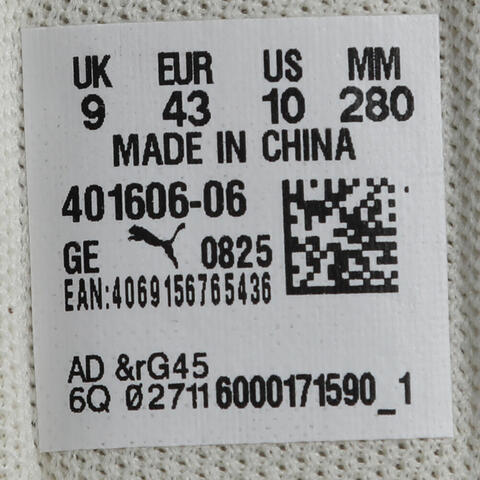 UK EUR US MM
9 43 10 280
MADE IN CHINA
401606-06
GE 0825
EAN:4069156765436
AD &rG45
6Q Ø2711 6000171590_1